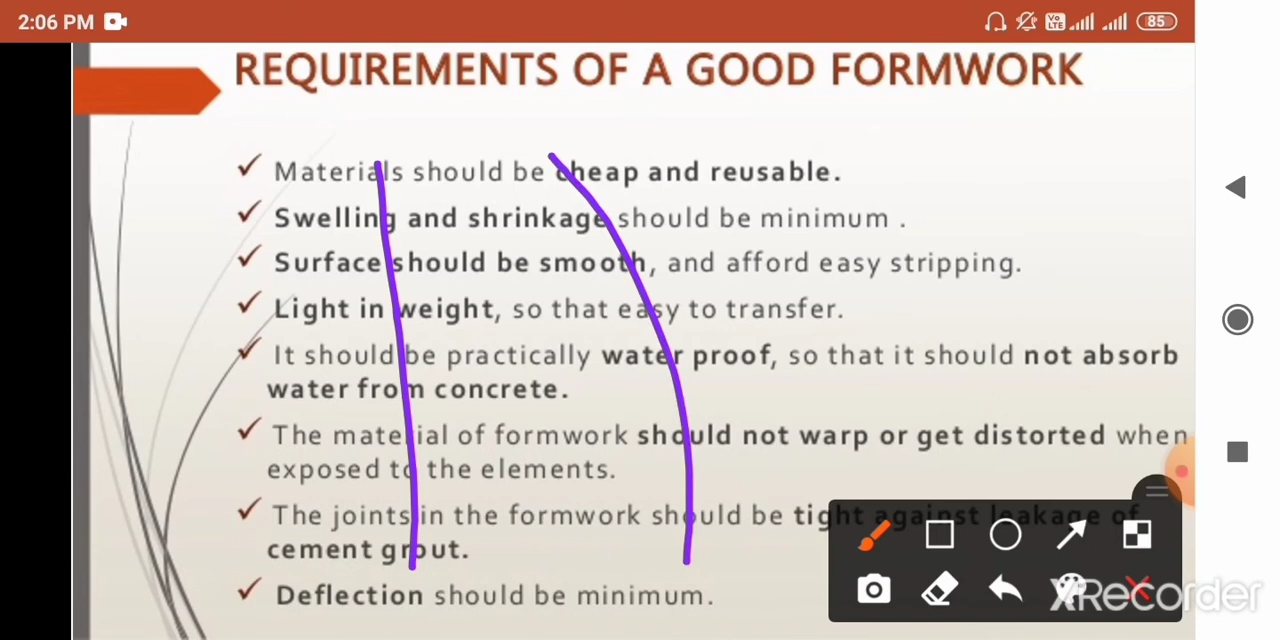 2:06 PM
Vo LTE
85
REQUIREMENTS OF A GOOD FORMWORK
Materials should be cheap and reusable.
Swelling and shrinkage should be minimum .
Surface should be smooth, and afford easy stripping.
Light in weight, so that easy to transfer.
It should be practically water proof, so that it should not absorb
water from concrete.
The material of formwork should not warp or get distorted when
exposed to the elements.
The joints in the formwork should be tight against leakage of
cement grout.
Deflection should be minimum.
XRecorder